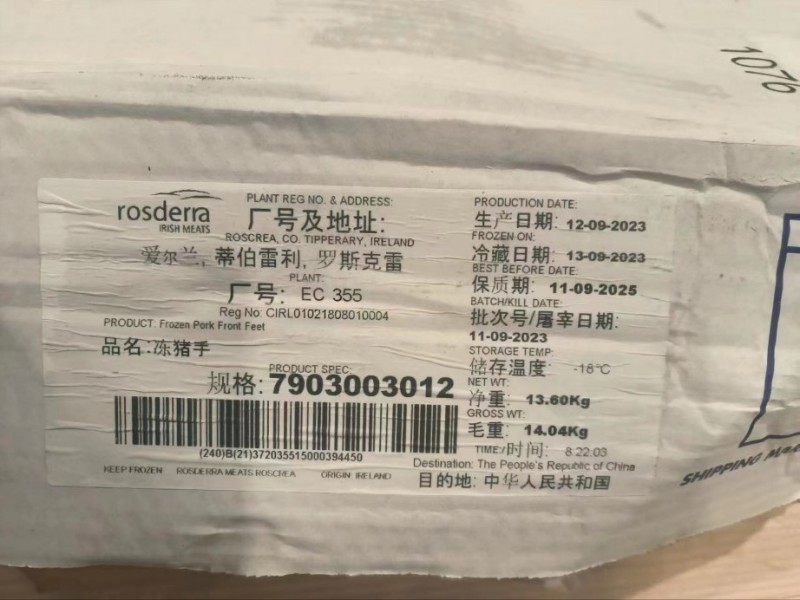 1076
rosderra
IRISH MEATS
PLANT REG NO. & ADDRESS:
厂号及地址:
ROSCREA, CO. TIPPERARY, IRELAND
爱尔兰, 蒂伯雷利, 罗斯克雷
PLANT:
厂号: EC 355
Reg No: CIRL01021808010004
PRODUCT: Frozen Pork Front Feet
品名:冻猪手
PRODUCT SPEC:
规格:7903003012
(240)B(21)372035515000394450
KEEP FROZEN ROSDERRA MEATS ROSCREA ORIGIN IRELAND
PRODUCTION DATE:
生产日期: 12-09-2023
FROZEN ON:
冷藏日期: 13-09-2023
BEST BEFORE DATE:
保质期: 11-09-2025
BATCH/KILL DATE:
批次号/屠宰日期:
11-09-2023
STORAGE TEMP:
储存温度: -18°C
NET WT:
净重: 13.60Kg
GROSS WT:
毛重: 14.04Kg
TIME/时间: 8:22:03
Destination: The People's Republic of China
目的地: 中华人民共和国
SHIPPING